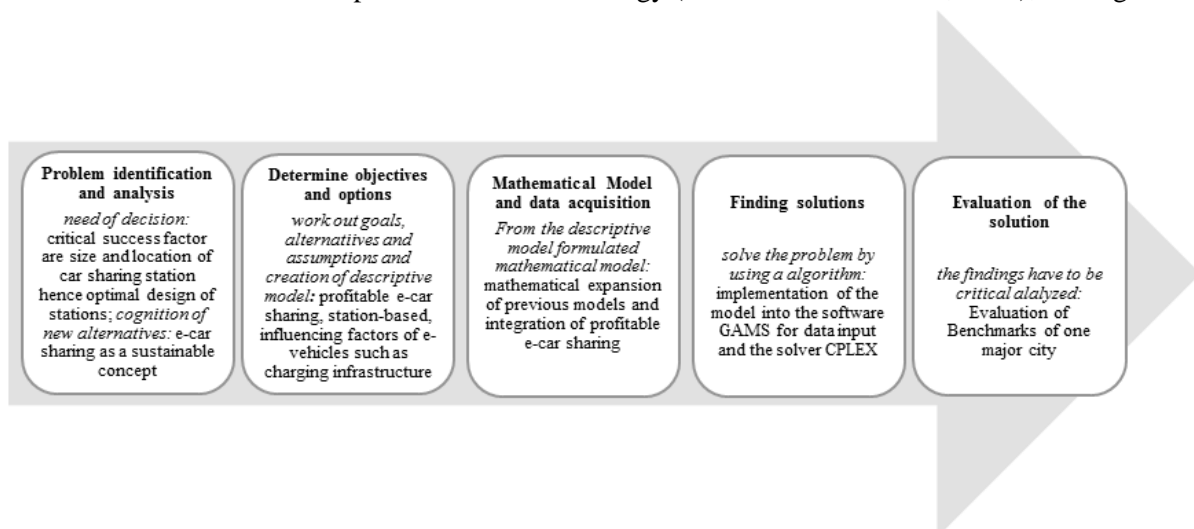 Problem identification
and analysis
need of decision:
critical success factor
are size and location of
car sharing station
hence optimal design of
stations; cognition of
new alternatives: e-car
sharing as a sustainable
concept
Determine objectives
and options
work out goals,
alternatiives and
assumptions and
creation of descriptive
model: profitable e-car
sharing, station-based,
influencing factors of e-
vehicles such as
charging infrastructure
Mathematical Model
and data acquisition
From the descriptive
model formulated
mathematical model:
mathematical expansion
of previous models and
integration of profitable
e-car sharing
Finding solutions
solve the problem by
using a algorithm:
implementation of the
model into the software
GAMS for data input
and the solver CPLEX
Evaluation of the
solution
the findings have to be
critical alalyzed:
Evaluation of
Benchmarks of one
major city